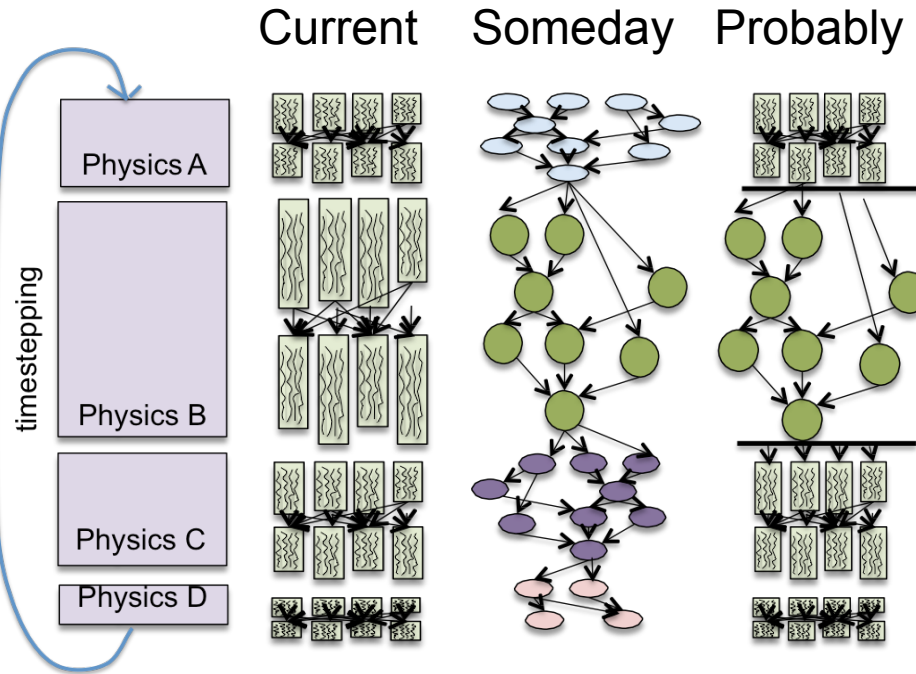 Current Someday Probably
Physics A
timestepping
Physics B
Physics C
Physics D